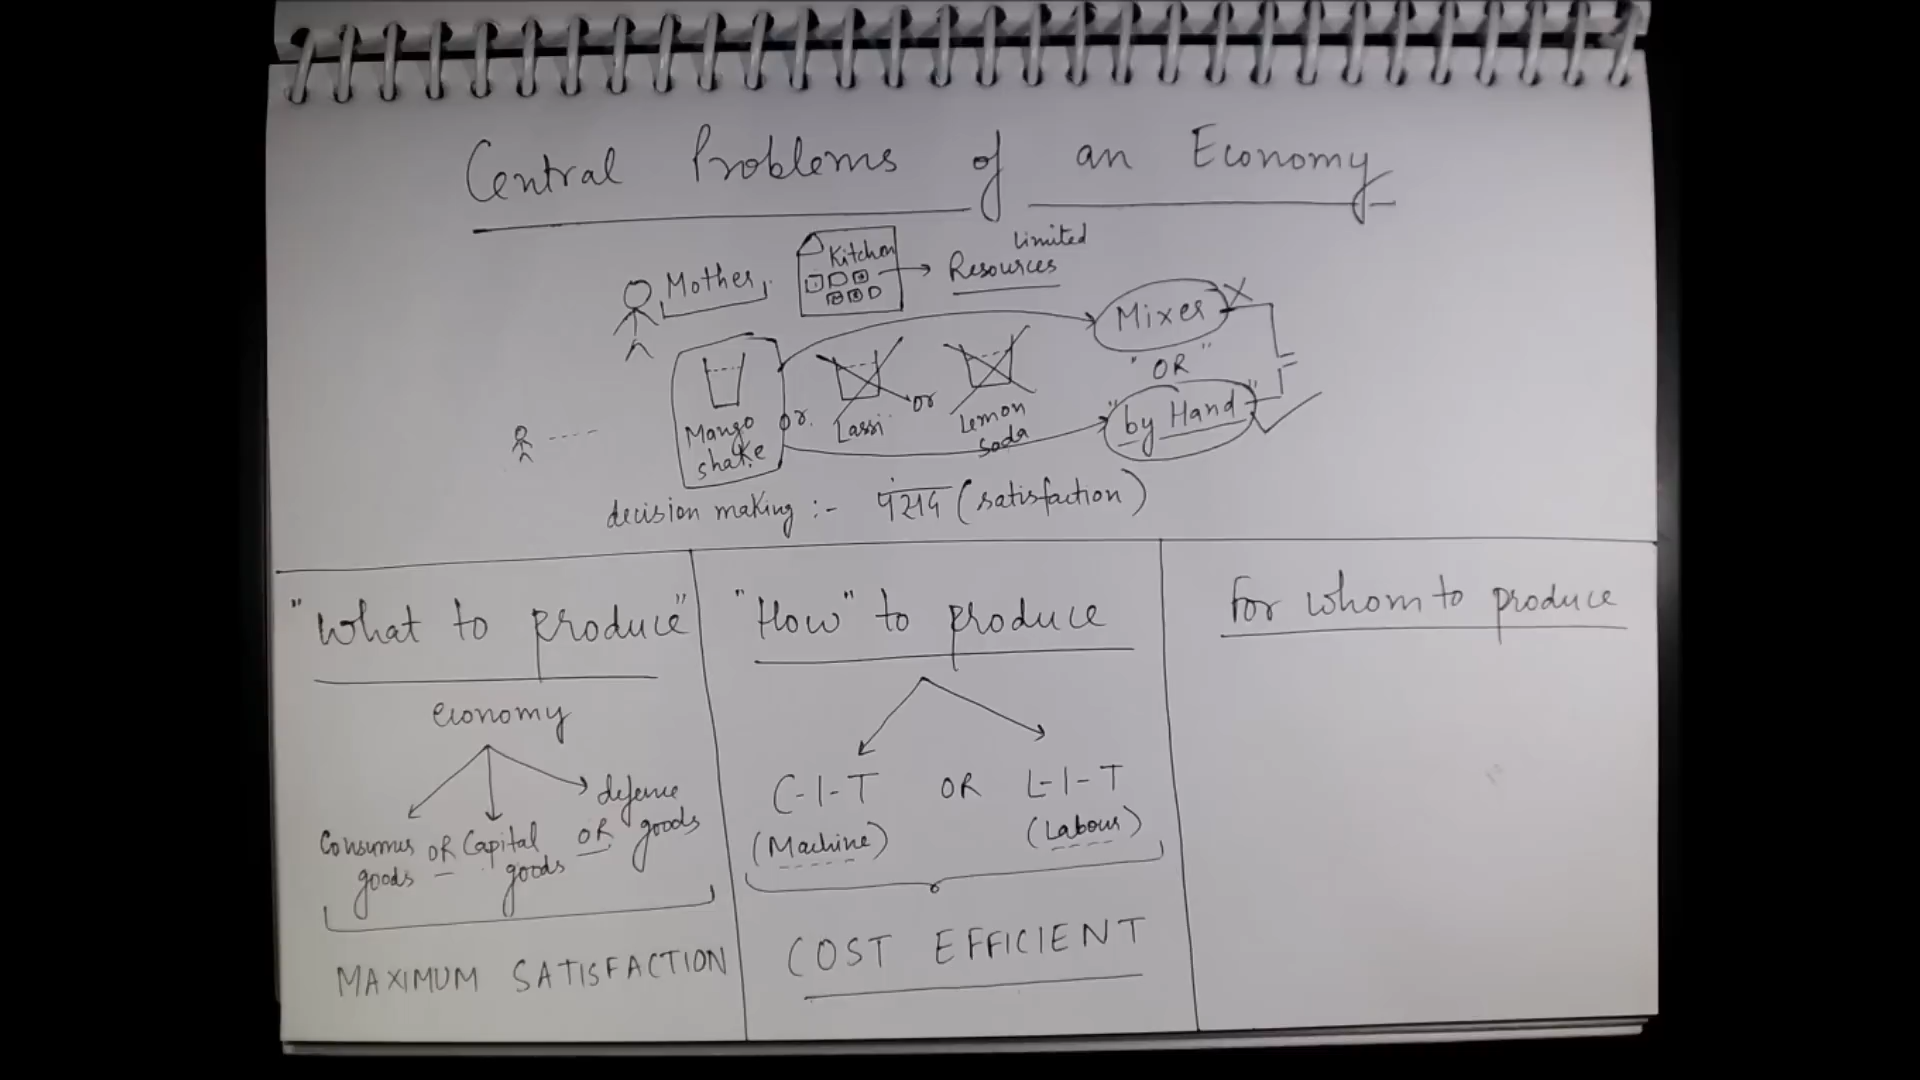 Central Problems of an Economy
Mother
Kitchen
Limited
Resources
Mixer
" OR "
"by Hand"
Mango
shake
or
Lassi
or
Lemon
soda
decision making :- पंसद (satisfaction)
"What to produce"
economy
Consumer
goods
OR
Capital
goods
OR
defence
goods
MAXIMUM SATISFACTION
"How" to produce
C-I-T OR L-I-T
(Machine)
(Labour)
COST EFFICIENT
for whom to produce